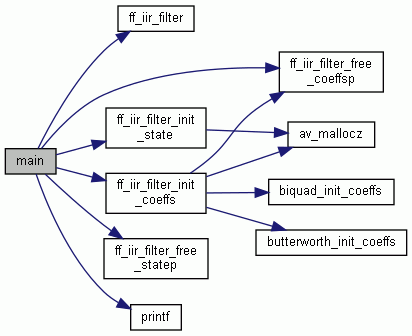 ff_iir_filter
ff_iir_filter_free
_coeffsp
ff_iir_filter_init
_state
av_mallocz
main
ff_iir_filter_init
_coeffs
biquad_init_coeffs
butterworth_init_coeffs
ff_iir_filter_free
_statep
printf